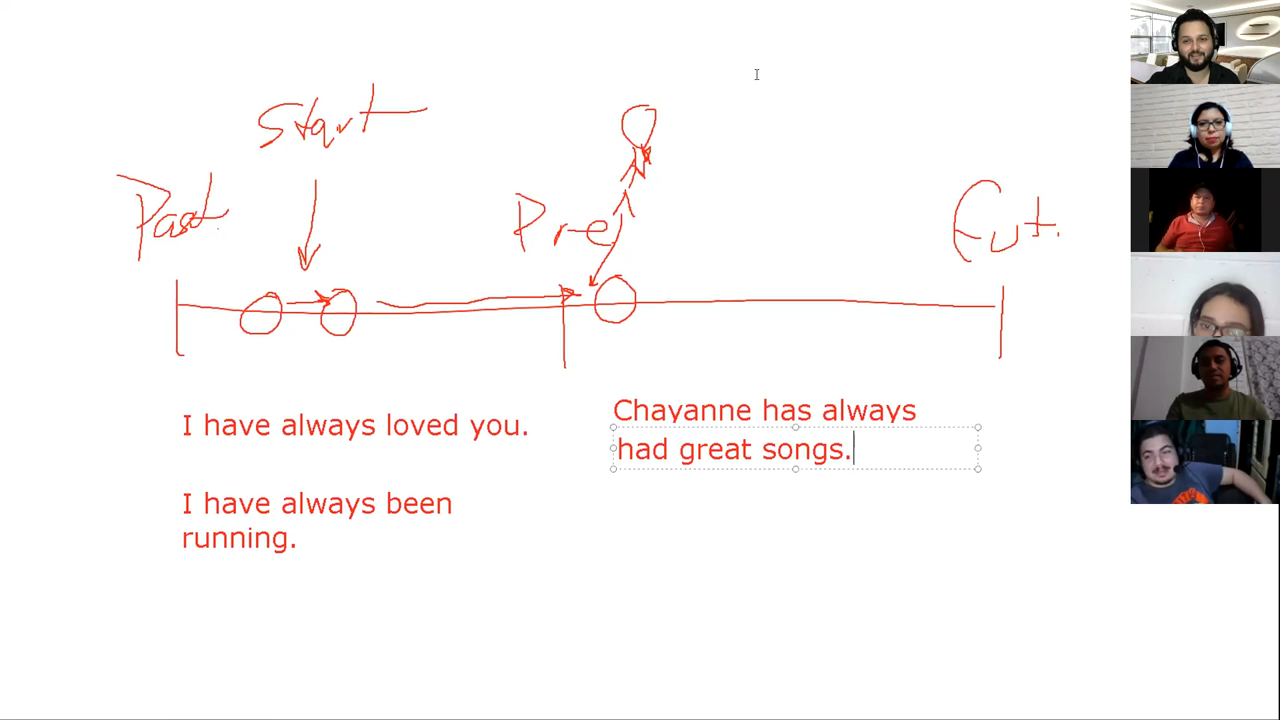 Start
Past
Pre
Fut.
I have always loved you.
I have always been
running.
Chayanne has always
had great songs.